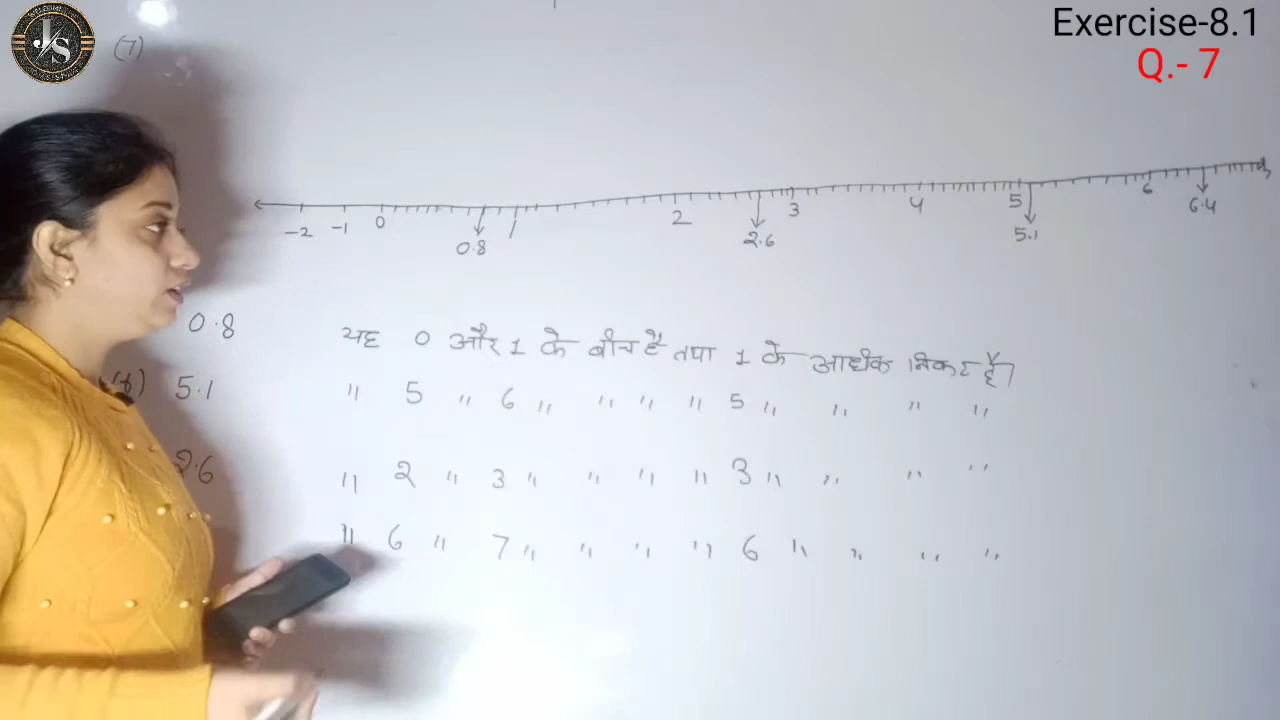 Exercise-8.1
Q.- 7
WELCOME
J/S
(7)
-2 -1 0 0.8 1 2 2.6 3 4 5 5.1 6 6.4
0.8 यह 0 और 1 के बीच है तथा 1 के अधिक निकट है।
(b) 5.1 " 5 " 6 " " " " 5 " " " "
2.6 " 2 " 3 " " " " 3 " " " "
" 6 " 7 " " " " 6 " " " "